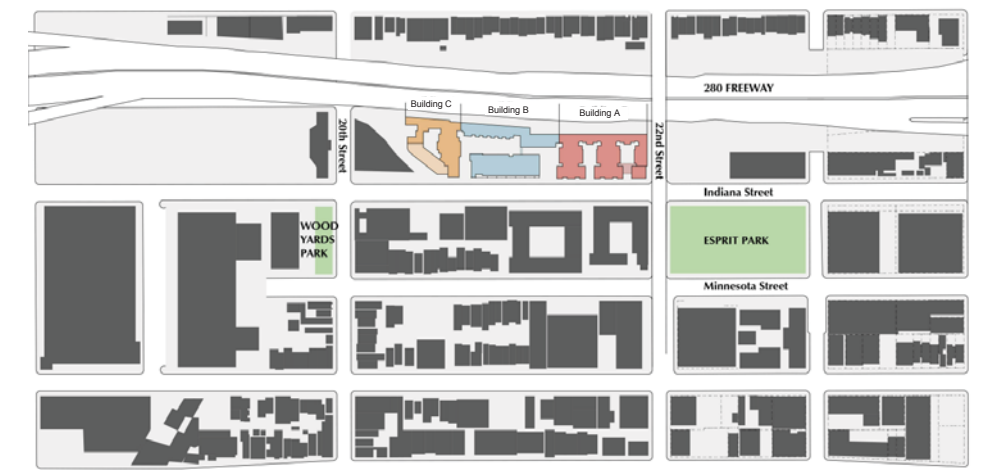 280 FREEWAY
Building C
Building B
Building A
20th Street
22nd Street
Indiana Street
WOOD
YARDS
PARK
ESPRIT PARK
Minnesota Street